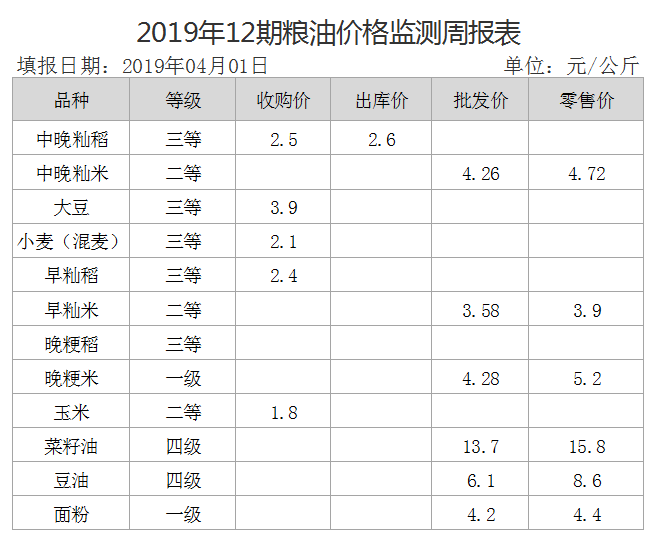 2019年12期粮油价格监测周报表
填报日期：2019年04月01日 单位：元/公斤
品种 等级 收购价 出库价 批发价 零售价
中晚籼稻 三等 2.5 2.6
中晚籼米 二等 4.26 4.72
大豆 三等 3.9
小麦（混麦） 三等 2.1
早籼稻 三等 2.4
早籼米 二等 3.58 3.9
晚粳稻 三等
晚粳米 一级 4.28 5.2
玉米 二等 1.8
菜籽油 四级 13.7 15.8
豆油 四级 6.1 8.6
面粉 一级 4.2 4.4